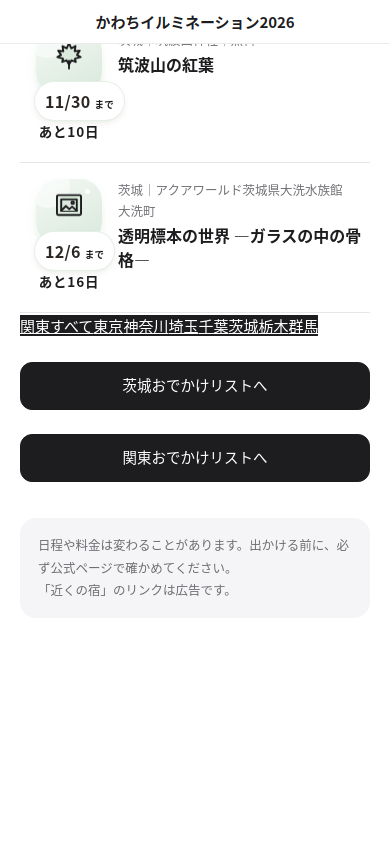 かわちイルミネーション2026
筑波山の紅葉
11/30 まで
あと10日
茨城｜アクアワールド茨城県大洗水族館
大洗町
透明標本の世界 ―ガラスの中の骨
格―
12/6 まで
あと16日
関東すべて東京神奈川埼玉千葉茨城栃木群馬
茨城おでかけリストへ
関東おでかけリストへ
日程や料金は変わることがあります。出かける前に、必
ず公式ページで確かめてください。
「近くの宿」のリンクは広告です。